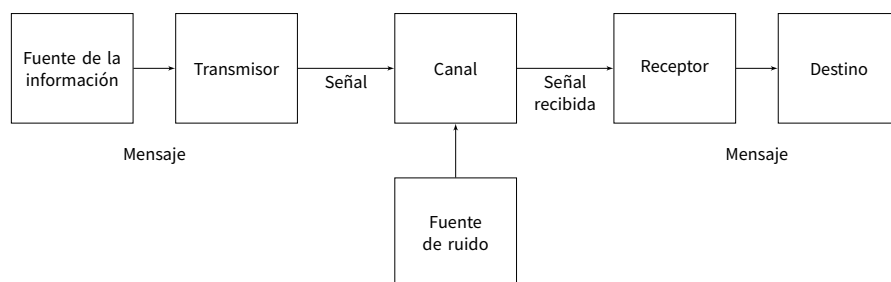 Fuente de la
información
Transmisor
Señal
Canal
Señal
recibida
Receptor
Destino
Mensaje
Mensaje
Fuente
de ruido